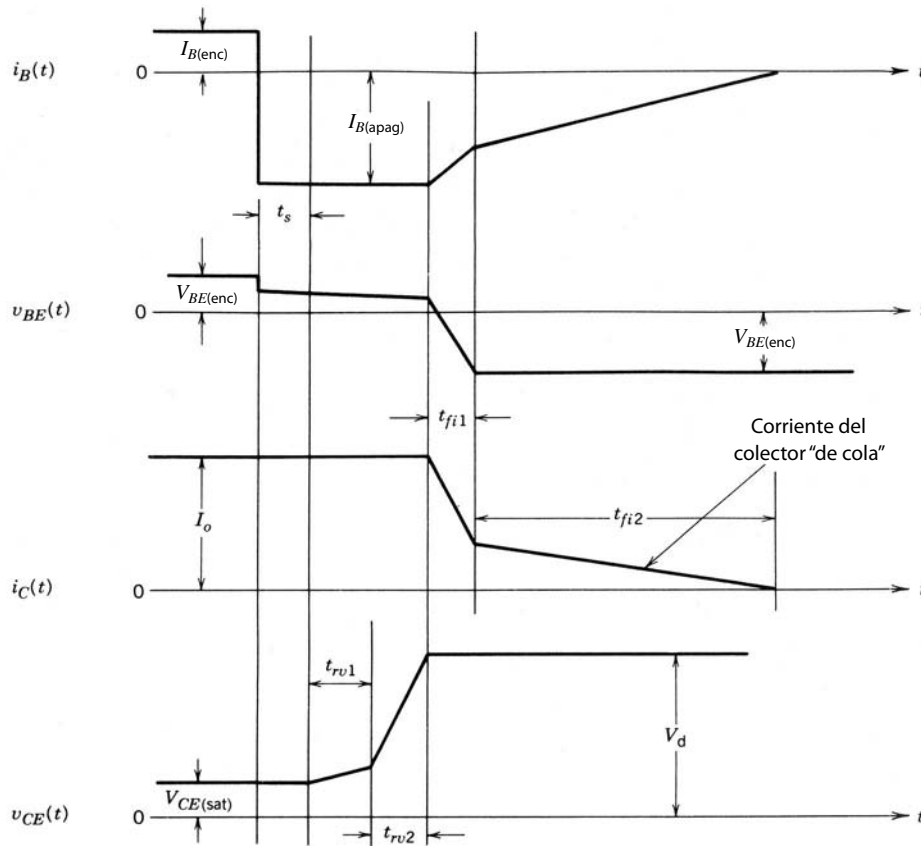 I_B(enc)
i_B(t)
0
t
I_B(apag)
t_s
V_BE(enc)
v_BE(t)
0
V_BE(enc)
t_fi1
Corriente del
colector “de cola”
I_o
t_fi2
i_C(t)
0
t
t_rv1
V_d
V_CE(sat)
v_CE(t)
0
t
t_rv2